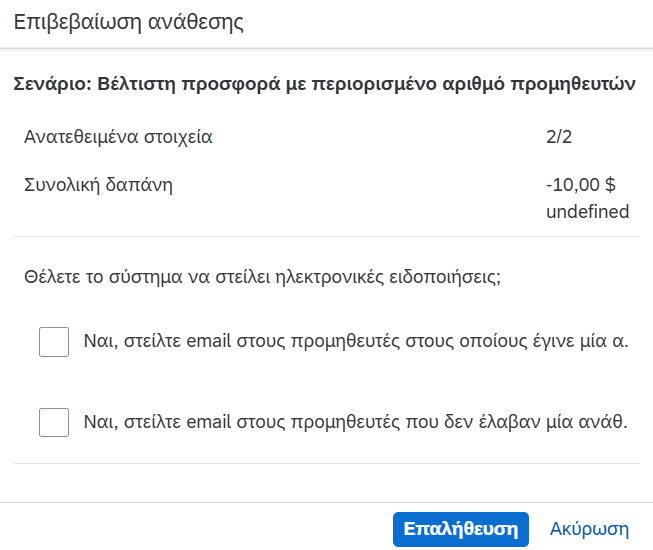 Επιβεβαίωση ανάθεσης
Σενάριο: Βέλτιστη προσφορά με περιορισμένο αριθμό προμηθευτών
Ανατεθειμένα στοιχεία 2/2
Συνολική δαπάνη -10,00 $
undefined
Θέλετε το σύστημα να στείλει ηλεκτρονικές ειδοποιήσεις;
Ναι, στείλτε email στους προμηθευτές στους οποίους έγινε μία α.
Ναι, στείλτε email στους προμηθευτές που δεν έλαβαν μία ανάθ.
Επαλήθευση Ακύρωση